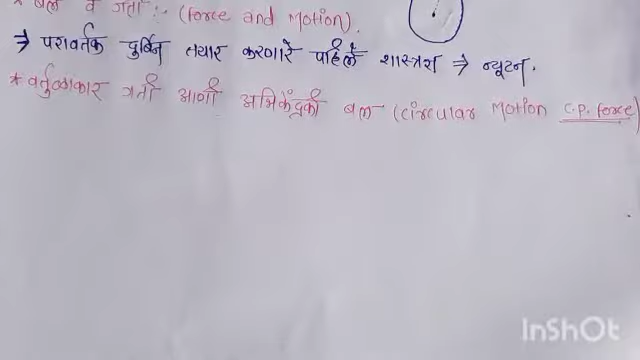 * बल व गती :- (Force and Motion).
⇒ परावर्तक दुर्बिन तयार करणारे पहिले शास्त्रज्ञ ⇒ न्यूटन.
* वर्तुळाकार गती आणी अभिकेंद्रकी बल (Circular Motion C.P. Force)
InShOt